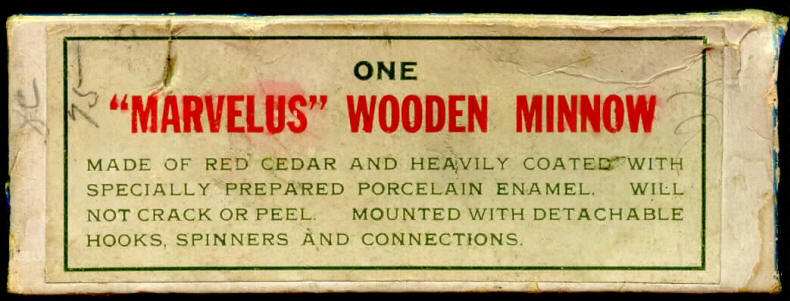 ONE
"MARVELUS" WOODEN MINNOW
MADE OF RED CEDAR AND HEAVILY COATED WITH
SPECIALLY PREPARED PORCELAIN ENAMEL. WILL
NOT CRACK OR PEEL. MOUNTED WITH DETACHABLE
HOOKS, SPINNERS AND CONNECTIONS.